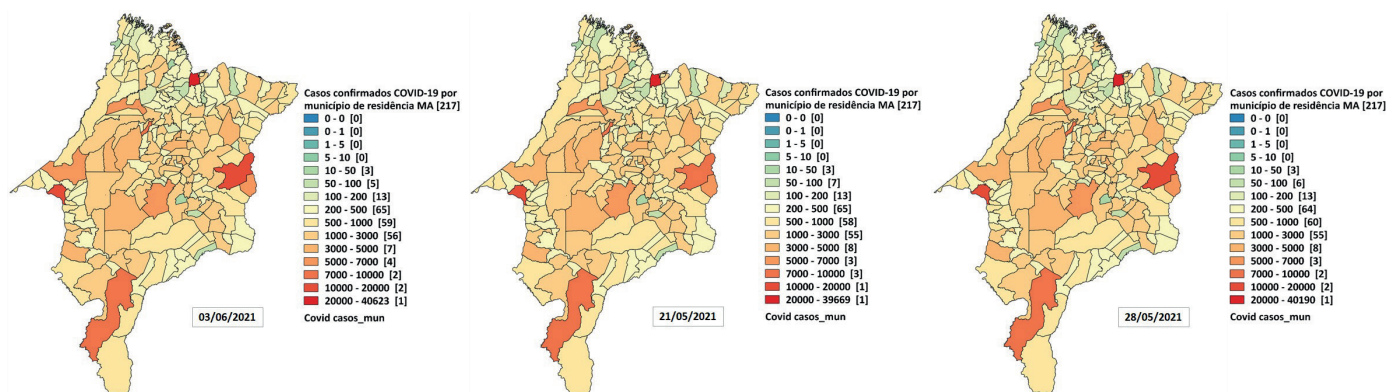 Casos confirmados COVID-19 por
município de residência MA [217]
0 - 0 [0]
0 - 1 [0]
1 - 5 [0]
5 - 10 [0]
10 - 50 [3]
50 - 100 [5]
100 - 200 [13]
200 - 500 [65]
500 - 1000 [59]
1000 - 3000 [56]
3000 - 5000 [7]
5000 - 7000 [4]
7000 - 10000 [2]
10000 - 20000 [2]
20000 - 40623 [1]
Covid casos_mun
03/06/2021
Casos confirmados COVID-19 por
município de residência MA [217]
0 - 0 [0]
0 - 1 [0]
1 - 5 [0]
5 - 10 [0]
10 - 50 [3]
50 - 100 [7]
100 - 200 [13]
200 - 500 [65]
500 - 1000 [58]
1000 - 3000 [55]
3000 - 5000 [8]
5000 - 7000 [3]
7000 - 10000 [3]
10000 - 20000 [1]
20000 - 39669 [1]
Covid casos_mun
21/05/2021
Casos confirmados COVID-19 por
município de residência MA [217]
0 - 0 [0]
0 - 1 [0]
1 - 5 [0]
5 - 10 [0]
10 - 50 [3]
50 - 100 [6]
100 - 200 [13]
200 - 500 [64]
500 - 1000 [60]
1000 - 3000 [55]
3000 - 5000 [8]
5000 - 7000 [3]
7000 - 10000 [2]
10000 - 20000 [2]
20000 - 40190 [1]
Covid casos_mun
28/05/2021